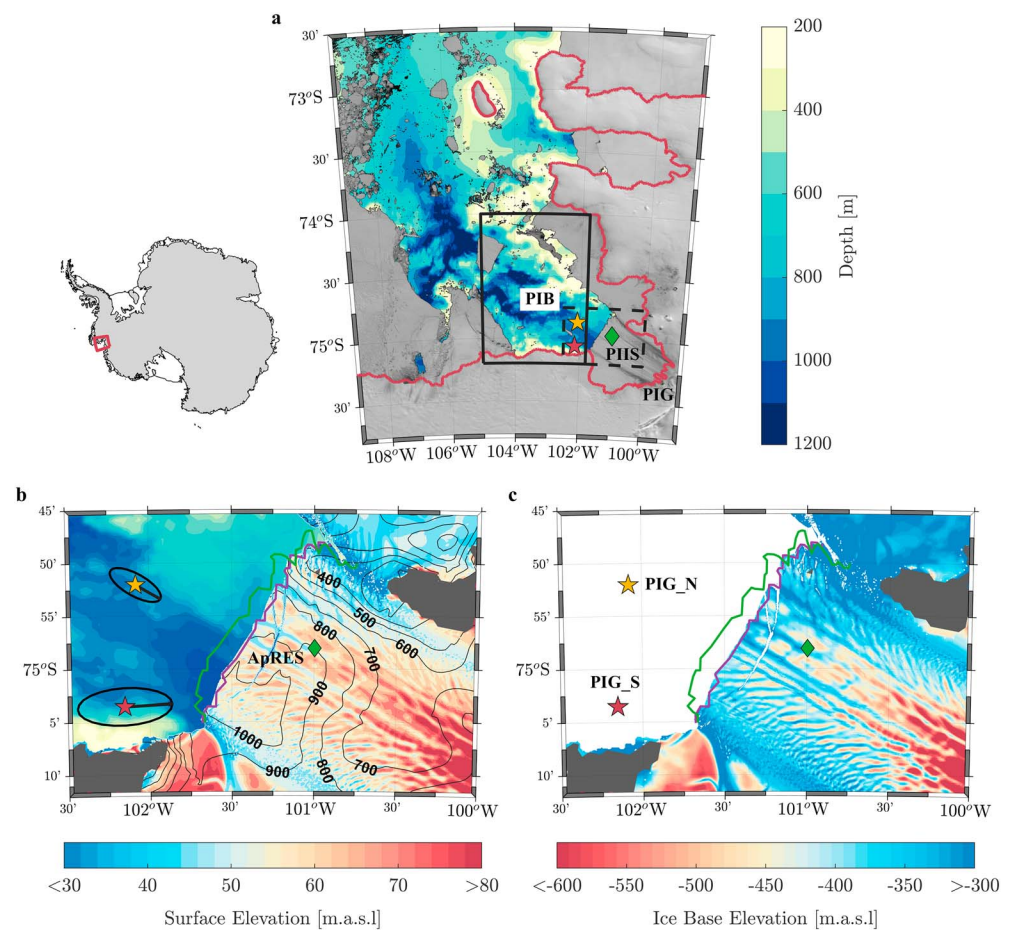 a
30'
73°S
30'
74°S
30'
75°S
30'
108°W 106°W 104°W 102°W 100°W
PIB
PIIS
PIG
200
400
600
800
1000
1200
Depth [m]
b
45'
50'
55'
75°S
5'
10'
30' 102°W 30' 101°W 30' 100°W
400
500
600
800
700
ApRES
900
1000
900
800
700
<30 40 50 60 70 >80
Surface Elevation [m.a.s.l]
c
45'
50'
55'
75°S
5'
10'
30' 102°W 30' 101°W 30' 100°W
PIG_N
PIG_S
<-600 -550 -500 -450 -400 -350 >-300
Ice Base Elevation [m.a.s.l]